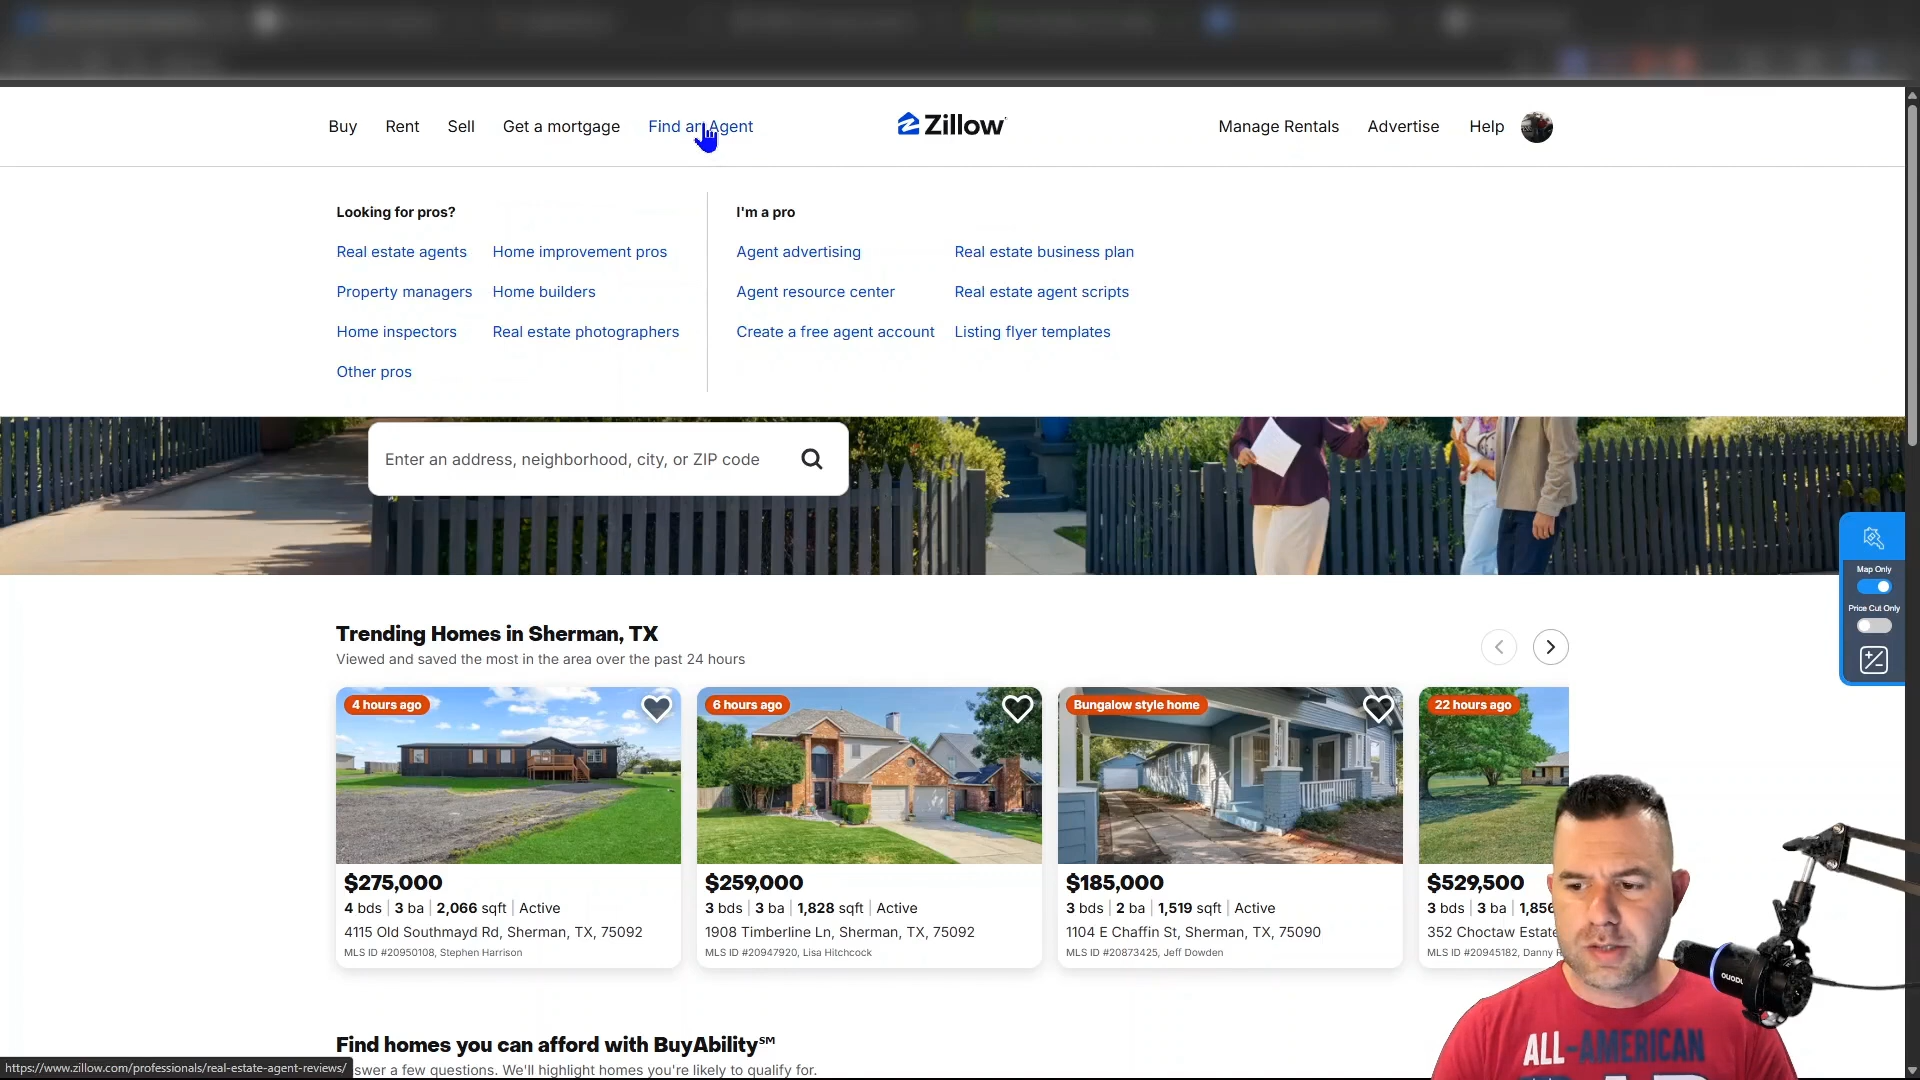 Buy Rent Sell Get a mortgage Find an Agent Zillow Manage Rentals Advertise Help
Looking for pros?
Real estate agents Home improvement pros
Property managers Home builders
Home inspectors Real estate photographers
Other pros
I'm a pro
Agent advertising Real estate business plan
Agent resource center Real estate agent scripts
Create a free agent account Listing flyer templates
Enter an address, neighborhood, city, or ZIP code
Map Only
Price Cut Only
Trending Homes in Sherman, TX
Viewed and saved the most in the area over the past 24 hours
4 hours ago
$275,000
4 bds | 3 ba | 2,066 sqft | Active
4115 Old Southmayd Rd, Sherman, TX, 75092
MLS ID #20950108, Stephen Harrison
6 hours ago
$259,000
3 bds | 3 ba | 1,828 sqft | Active
1908 Timberline Ln, Sherman, TX, 75092
MLS ID #20947920, Lisa Hitchcock
Bungalow style home
$185,000
3 bds | 2 ba | 1,519 sqft | Active
1104 E Chaffin St, Sherman, TX, 75090
MLS ID #20873425, Jeff Dowden
22 hours ago
$529,500
3 bds | 3 ba | 1,856
352 Choctaw Estate
MLS ID #20945182, Danny
Find homes you can afford with BuyAbility℠
swer a few questions. We'll highlight homes you're likely to qualify for.
https://www.zillow.com/professionals/real-estate-agent-reviews/
ALL-AMERICAN